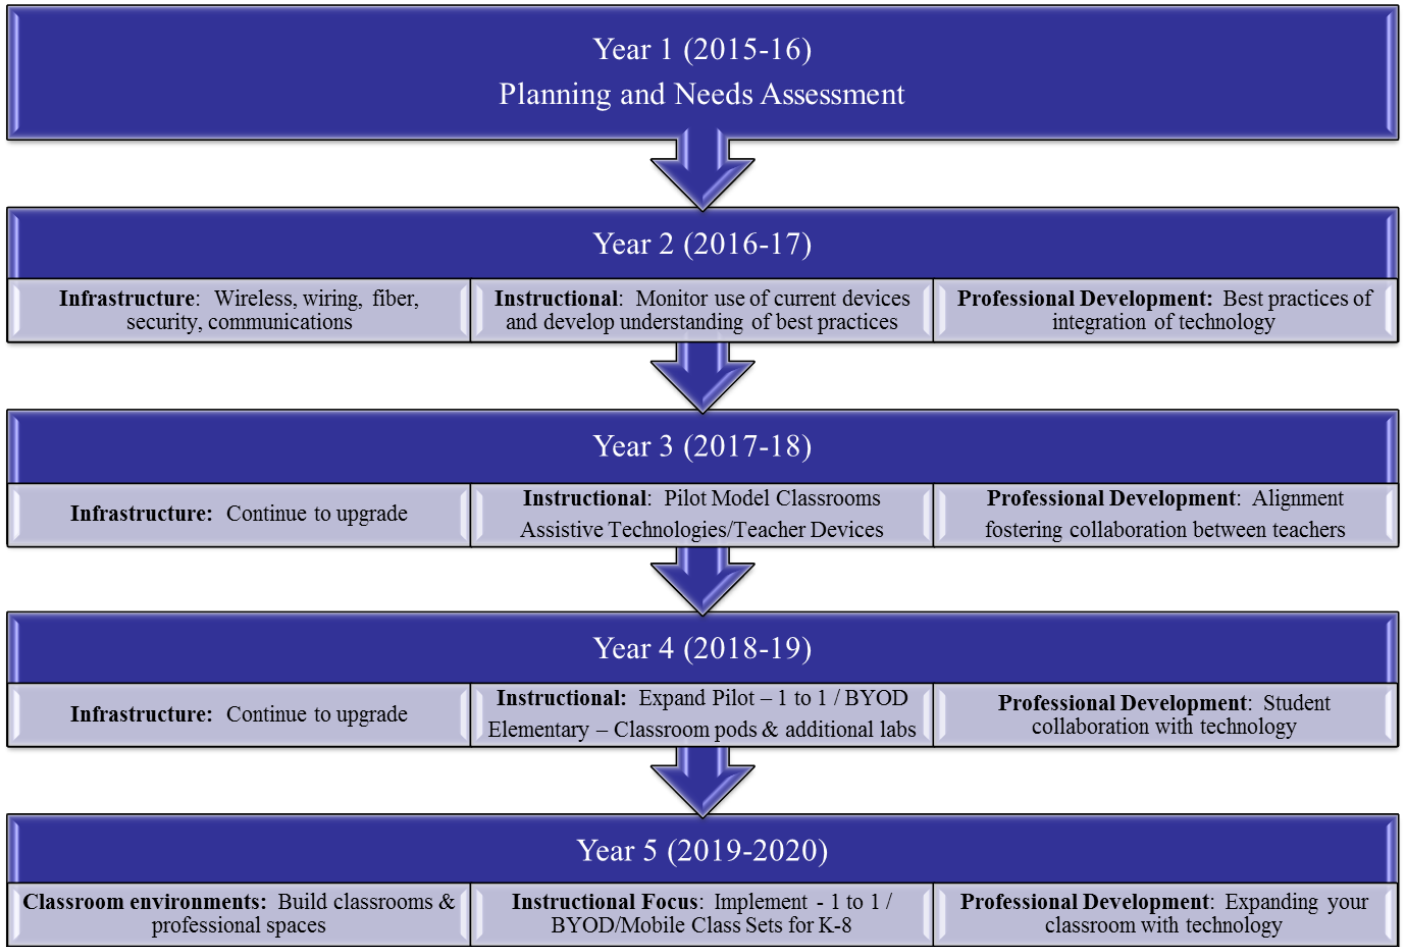 Year 1 (2015-16)
Planning and Needs Assessment
Year 2 (2016-17)
Infrastructure: Wireless, wiring, fiber,
security, communications
Instructional: Monitor use of current devices
and develop understanding of best practices
Professional Development: Best practices of
integration of technology
Year 3 (2017-18)
Infrastructure: Continue to upgrade
Instructional: Pilot Model Classrooms
Assistive Technologies/Teacher Devices
Professional Development: Alignment
fostering collaboration between teachers
Year 4 (2018-19)
Infrastructure: Continue to upgrade
Instructional: Expand Pilot – 1 to 1 / BYOD
Elementary – Classroom pods & additional labs
Professional Development: Student
collaboration with technology
Year 5 (2019-2020)
Classroom environments: Build classrooms &
professional spaces
Instructional Focus: Implement - 1 to 1 /
BYOD/Mobile Class Sets for K-8
Professional Development: Expanding your
classroom with technology